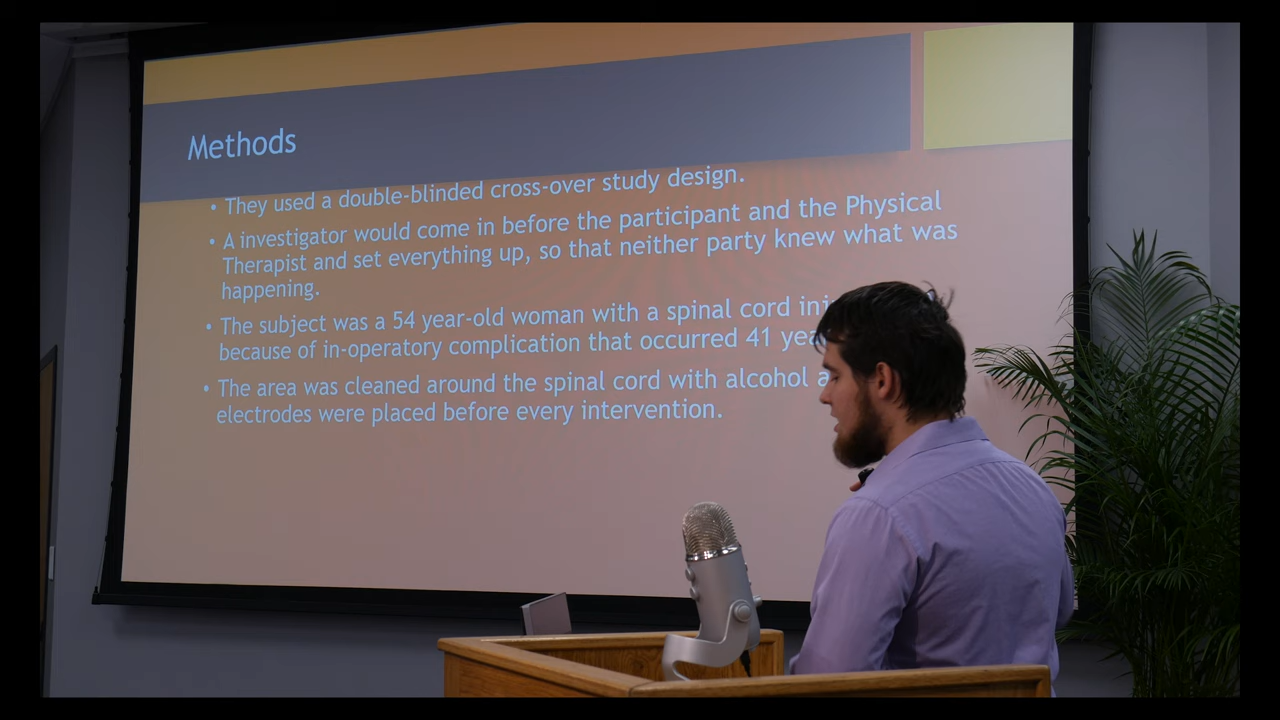 Methods
• They used a double-blinded cross-over study design.
• A investigator would come in before the participant and the Physical
Therapist and set everything up, so that neither party knew what was
happening.
• The subject was a 54 year-old woman with a spinal cord
because of in-operatory complication that occurred 41
• The area was cleaned around the spinal cord with alcohol
electrodes were placed before every intervention.